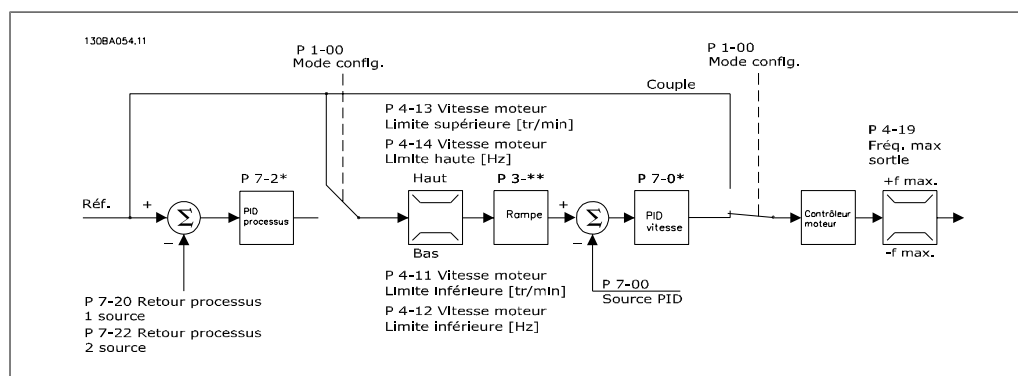 130BA054.11
P 1-00
Mode config.
P 1-00
Mode config.
Couple
P 4-13 Vitesse moteur
Limite supérieure [tr/min]
P 4-14 Vitesse moteur
Limite haute [Hz]
P 4-19
Fréq. max
sortie
P 7-2*
Haut
P 3-**
P 7-0*
+f max.
Réf.
+
Σ
PID
processus
Rampe
+
Σ
PID
vitesse
Contrôleur
moteur
–
–
Bas
-f max.
P 4-11 Vitesse moteur
Limite inférieure [tr/min]
P 4-12 Vitesse moteur
Limite inférieure [Hz]
P 7-00
Source PID
P 7-20 Retour processus
1 source
P 7-22 Retour processus
2 source